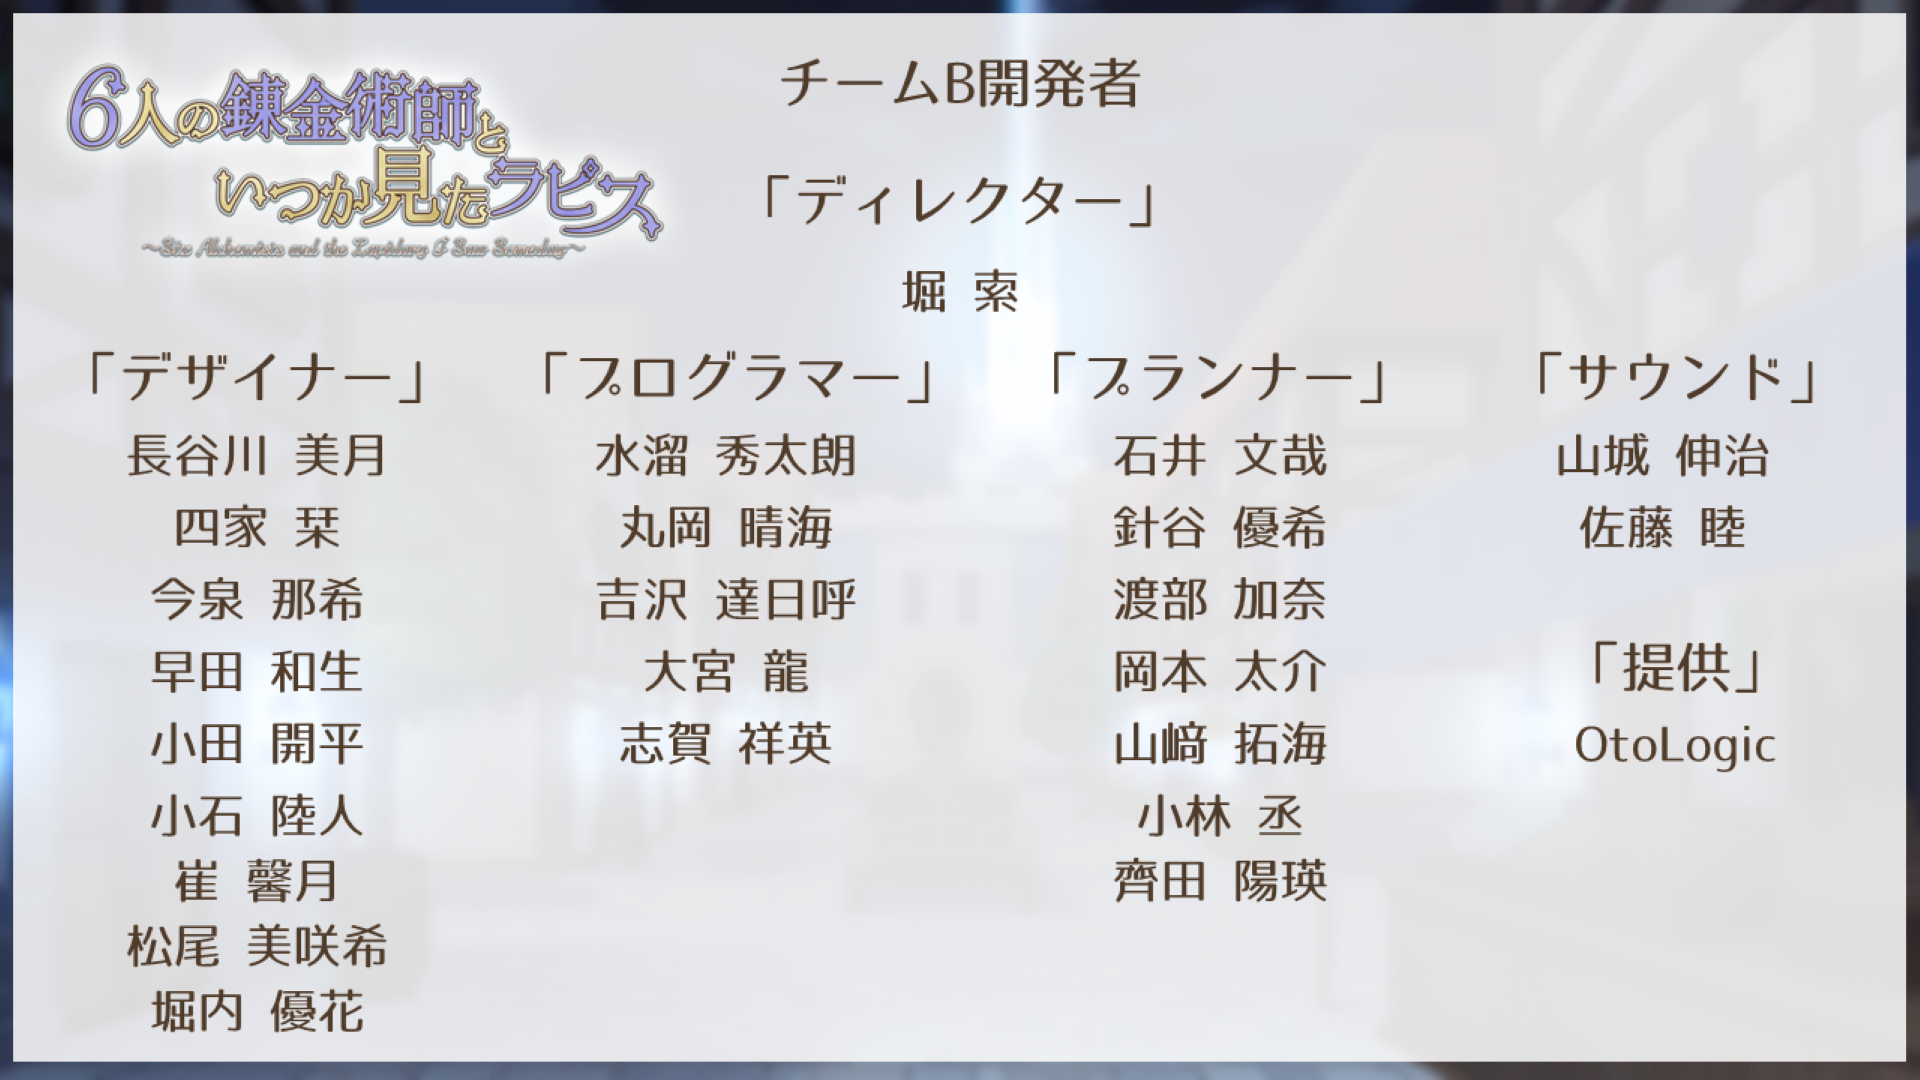 6人の錬金術師と
いつか見たラピス
～Six Alchemists and the Lapidary I Saw Someday～
チームB開発者
「ディレクター」
堀 索
「デザイナー」
長谷川 美月
四家 栞
今泉 那希
早田 和生
小田 開平
小石 陸人
崔 馨月
松尾 美咲希
堀内 優花
「プログラマー」
水溜 秀太朗
丸岡 晴海
吉沢 達日呼
大宮 龍
志賀 祥英
「プランナー」
石井 文哉
針谷 優希
渡部 加奈
岡本 太介
山﨑 拓海
小林 丞
齊田 陽瑛
「サウンド」
山城 伸治
佐藤 睦
「提供」
OtoLogic